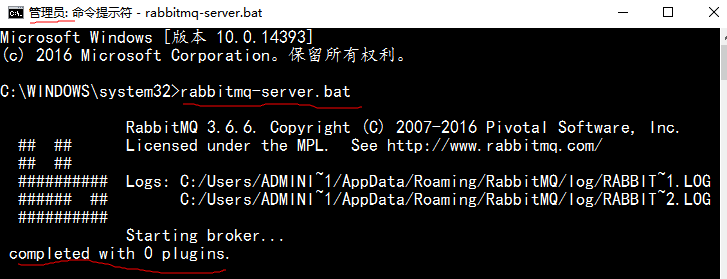 管理员: 命令提示符 - rabbitmq-server.bat
Microsoft Windows [版本 10.0.14393]
(c) 2016 Microsoft Corporation。保留所有权利。
C:\WINDOWS\system32>rabbitmq-server.bat
RabbitMQ 3.6.6. Copyright (C) 2007-2016 Pivotal Software, Inc.
## ## Licensed under the MPL. See http://www.rabbitmq.com/
## ##
########## Logs: C:/Users/ADMINI~1/AppData/Roaming/RabbitMQ/log/RABBIT~1.LOG
###### ## C:/Users/ADMINI~1/AppData/Roaming/RabbitMQ/log/RABBIT~2.LOG
##########
Starting broker...
completed with 0 plugins.